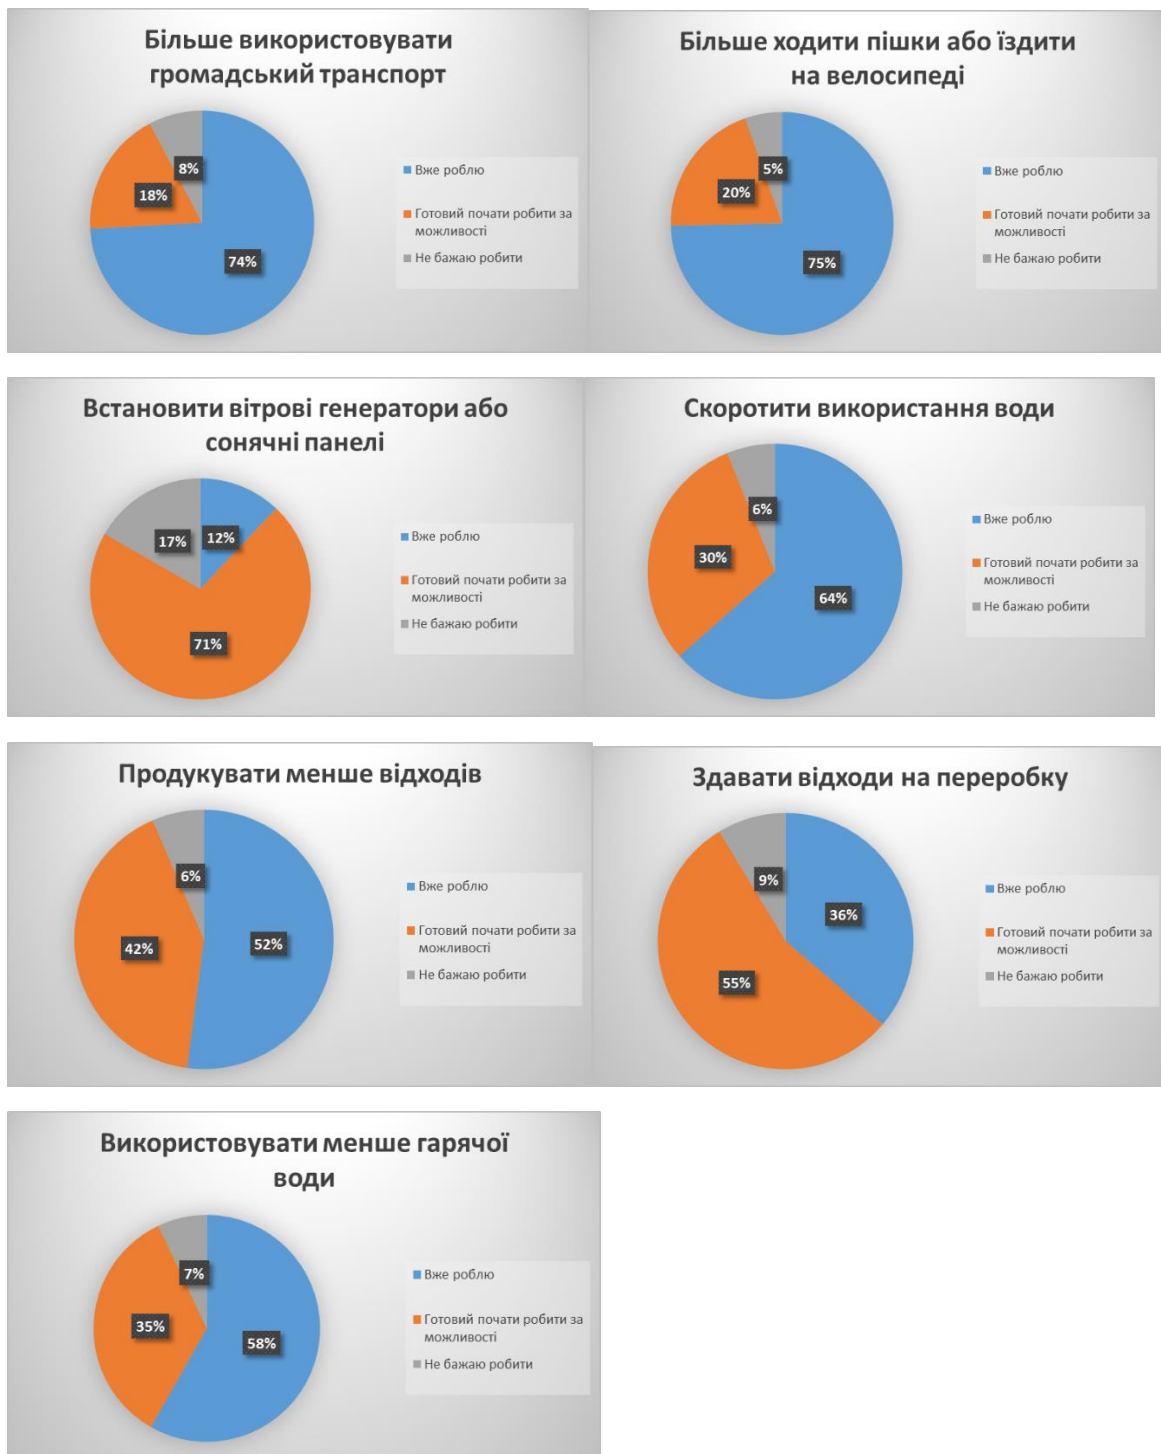 Більше використовувати
громадський транспорт
8%
18%
74%
Вже роблю
Готовий почати робити за
можливості
Не бажаю робити
Більше ходити пішки або їздити
на велосипеді
5%
20%
75%
Вже роблю
Готовий почати робити за
можливості
Не бажаю робити
Встановити вітрові генератори або
сонячні панелі
17%
12%
71%
Вже роблю
Готовий почати робити за
можливості
Не бажаю робити
Скоротити використання води
6%
30%
64%
Вже роблю
Готовий почати робити за
можливості
Не бажаю робити
Продукувати менше відходів
6%
42%
52%
Вже роблю
Готовий почати робити за
можливості
Не бажаю робити
Здавати відходи на переробку
9%
36%
55%
Вже роблю
Готовий почати робити за
можливості
Не бажаю робити
Використовувати менше гарячої
води
7%
35%
58%
Вже роблю
Готовий почати робити за
можливості
Не бажаю робити